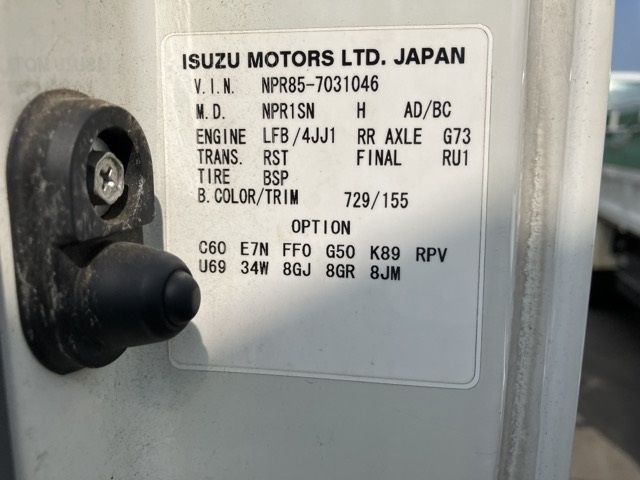 ISUZU MOTORS LTD. JAPAN
V.I.N. NPR85-7031046
M.D. NPR1SN H AD/BC
ENGINE LFB/4JJ1 RR AXLE G73
TRANS. RST FINAL RU1
TIRE BSP
B.COLOR/TRIM 729/155
OPTION
C60 E7N FF0 G50 K89 RPV
U69 34W 8GJ 8GR 8JM